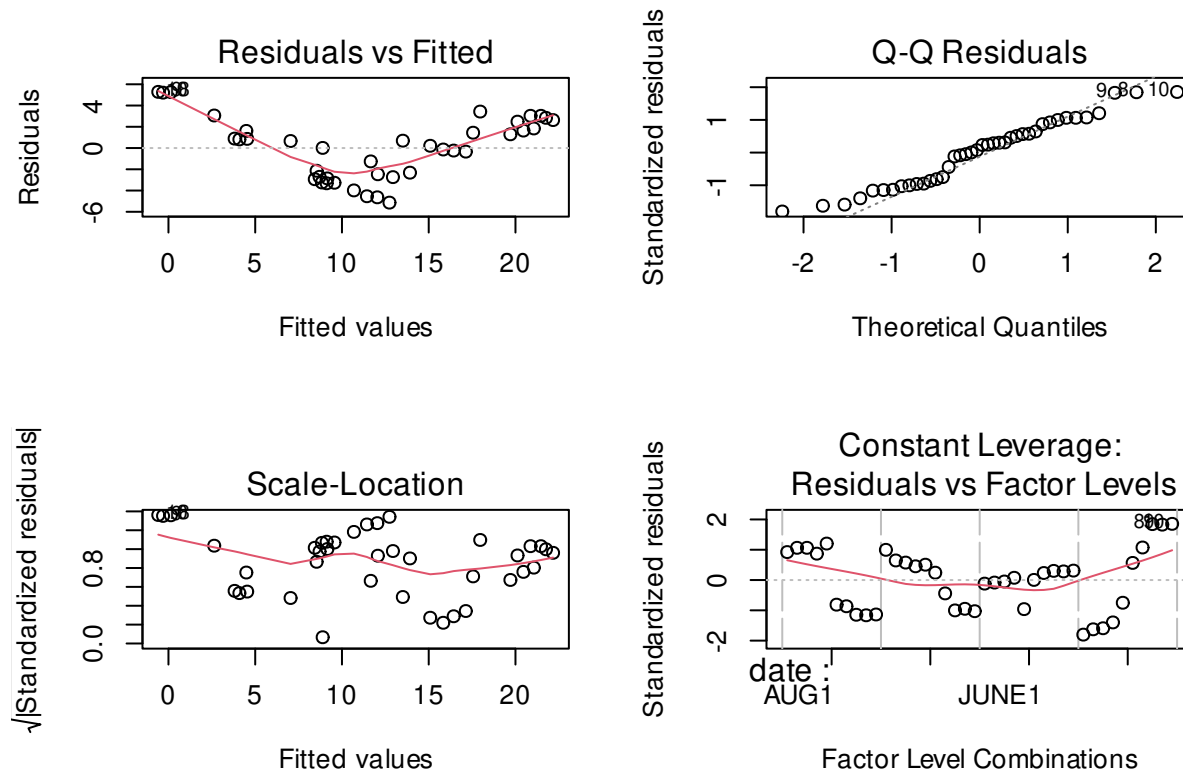 Residuals vs Fitted
Residuals
4
0
-6
0 5 10 15 20
Fitted values
Q-Q Residuals
Standardized residuals
1
-1
9 8 10
-2 -1 0 1 2
Theoretical Quantiles
Scale-Location
√|Standardized residuals|
0.8
0.0
0 5 10 15 20
Fitted values
Constant Leverage:
Residuals vs Factor Levels
Standardized residuals
2
0
-2
date :
AUG1 JUNE1
Factor Level Combinations